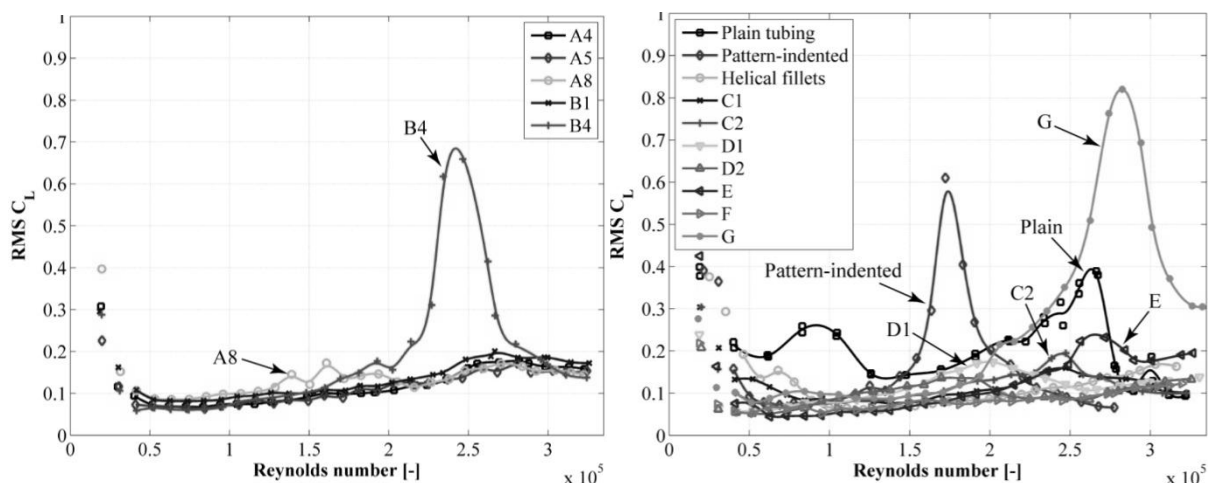 1
0.9
0.8
0.7
0.6
0.5
0.4
0.3
0.2
0.1
0
RMS C_L
0
0.5
1
1.5
2
2.5
3
x 10^5
Reynolds number [-]
A4
A5
A8
B1
B4
B4
A8
1
0.9
0.8
0.7
0.6
0.5
0.4
0.3
0.2
0.1
0
RMS C_L
0
0.5
1
1.5
2
2.5
3
x 10^5
Reynolds number [-]
Plain tubing
Pattern-indented
Helical fillets
C1
C2
D1
D2
E
F
G
G
Plain
Pattern-indented
C2
E
D1